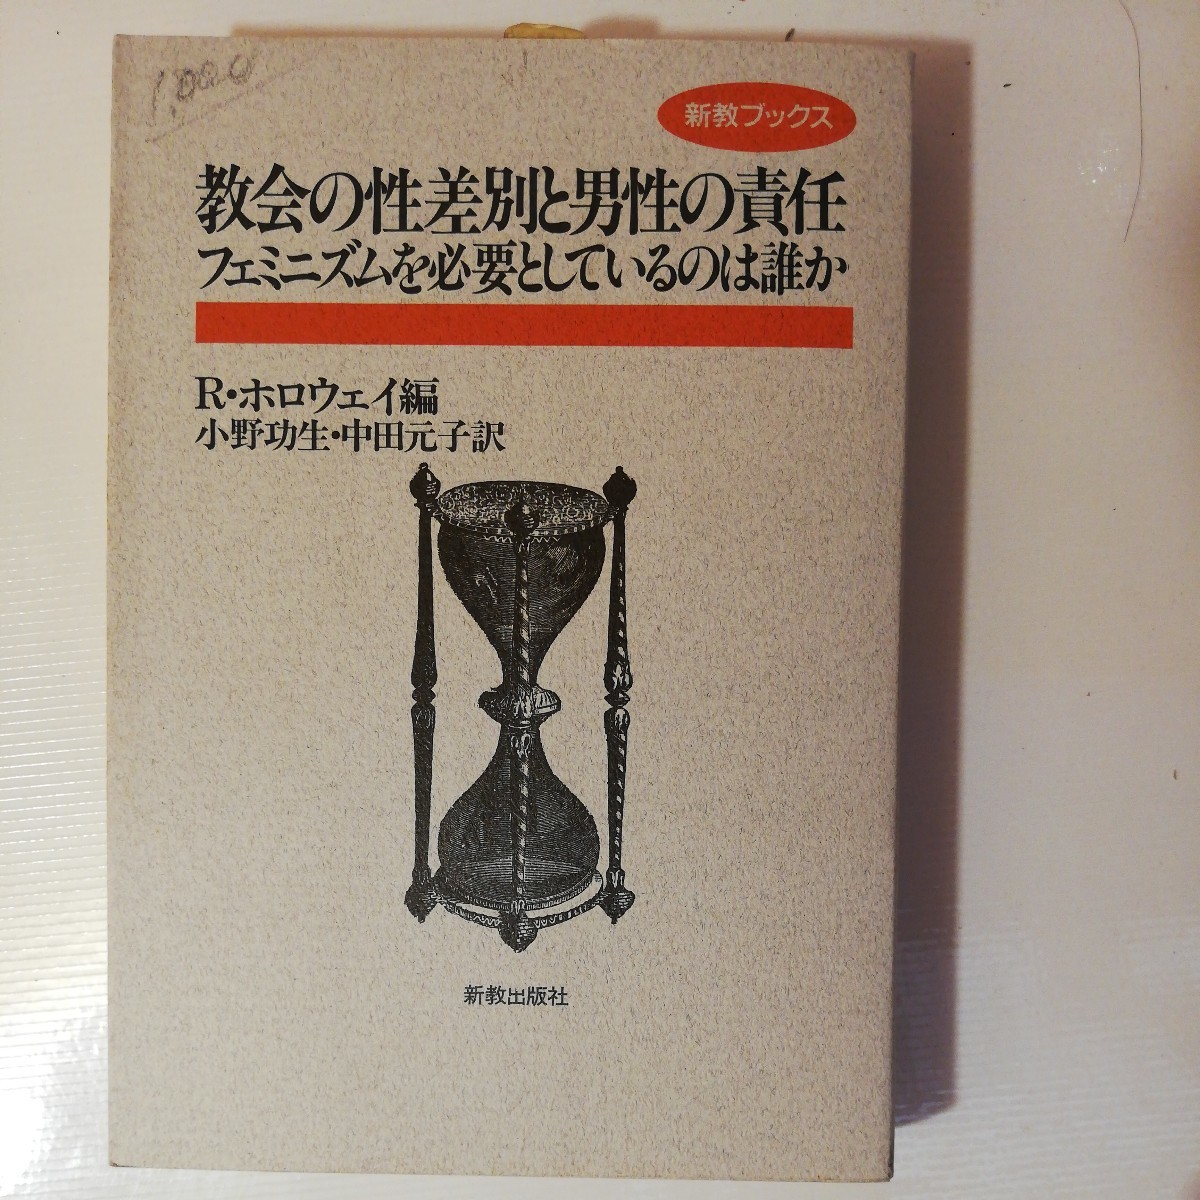 1,000
新教ブックス
教会の性差別と男性の責任
フェミニズムを必要としているのは誰か
R・ホロウェイ編
小野功生・中田元子訳
新教出版社